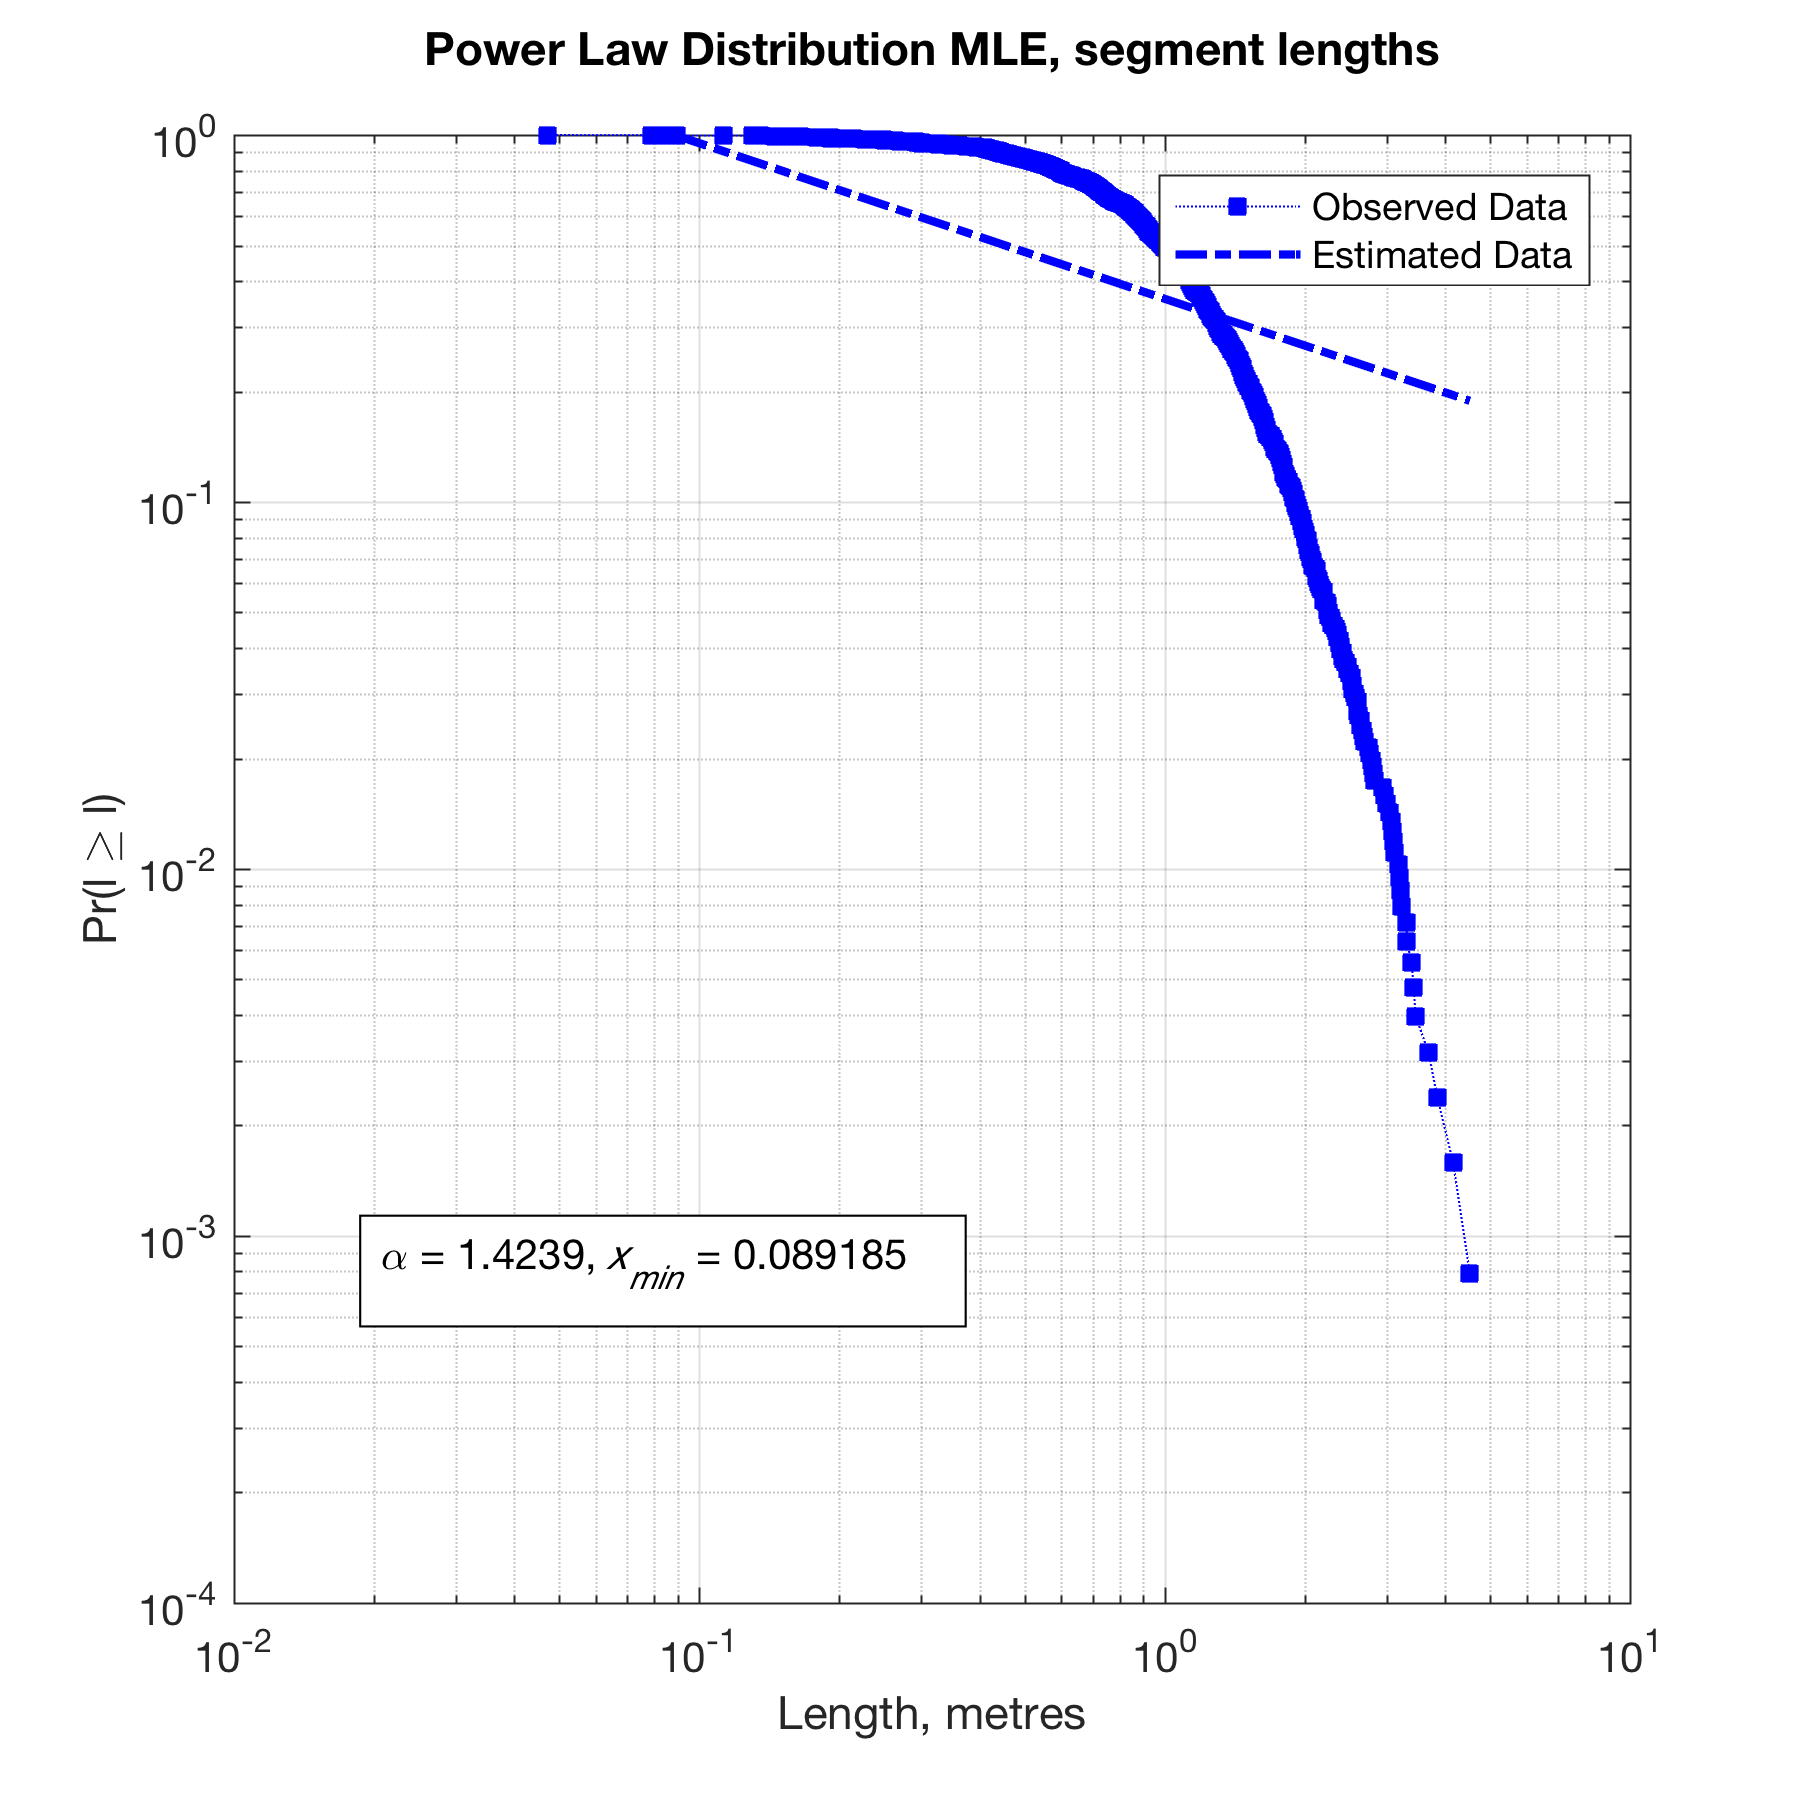 Power Law Distribution MLE, segment lengths
10^0
10^-1
10^-2
10^-3
10^-4
Pr(l ≥ l)
Observed Data
Estimated Data
α = 1.4239, x_min = 0.089185
10^-2
10^-1
10^0
10^1
Length, metres